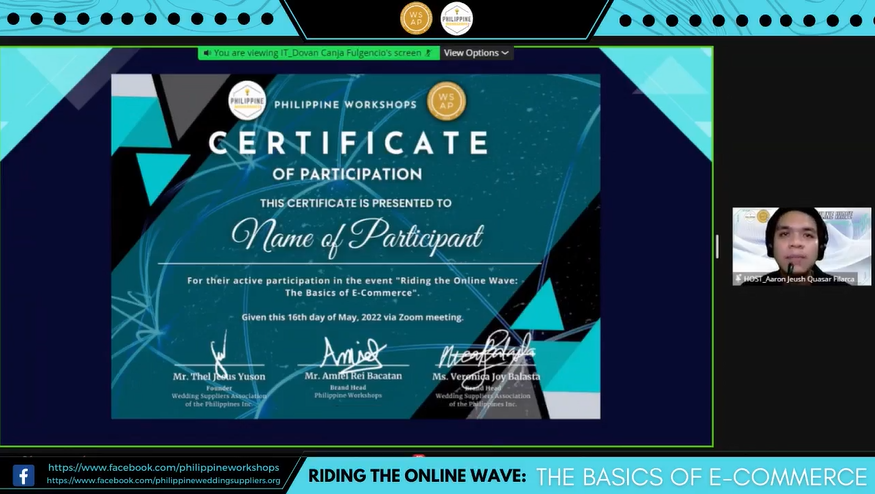 WS
AP
PHILIPPINE
You are viewing IT_Dovan Canja Fulgencio's screen
View Options
PHILIPPINE
PHILIPPINE WORKSHOPS
WS
AP
CERTIFICATE
OF PARTICIPATION
THIS CERTIFICATE IS PRESENTED TO
Name of Participant
For their active participation in the event "Riding the Online Wave:
The Basics of E-Commerce".
Given this 16th day of May, 2022 via Zoom meeting.
Mr. Thel Jesus Yuson
Founder
Wedding Suppliers Association
of the Philippines Inc.
Mr. Amiel Rei Bacatan
Brand Head
Philippine Workshops
Ms. Veronica Joy Balasta
Brand Head
Wedding Suppliers Association
of the Philippines Inc.
HOST_Aaron Jeush Quasar Filarca
https://www.facebook.com/philippineworkshops
https://www.facebook.com/philippineweddingsuppliers.org
RIDING THE ONLINE WAVE: THE BASICS OF E-COMMERCE